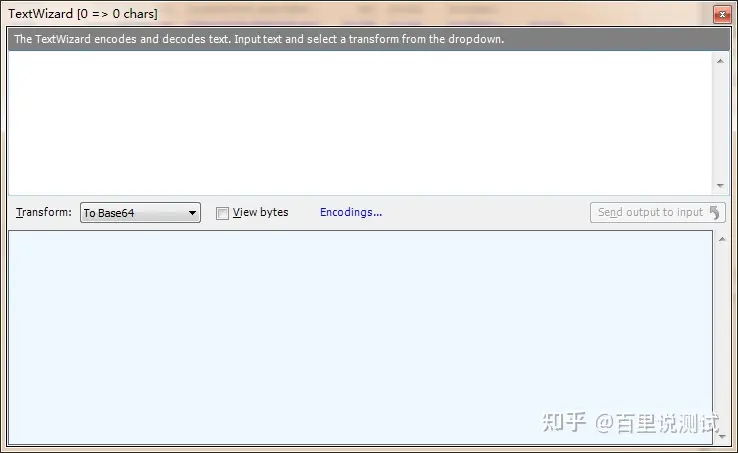 TextWizard [0 => 0 chars]
The TextWizard encodes and decodes text. Input text and select a transform from the dropdown.
Transform: To Base64 View bytes Encodings... Send output to input
知乎 @百里说测试